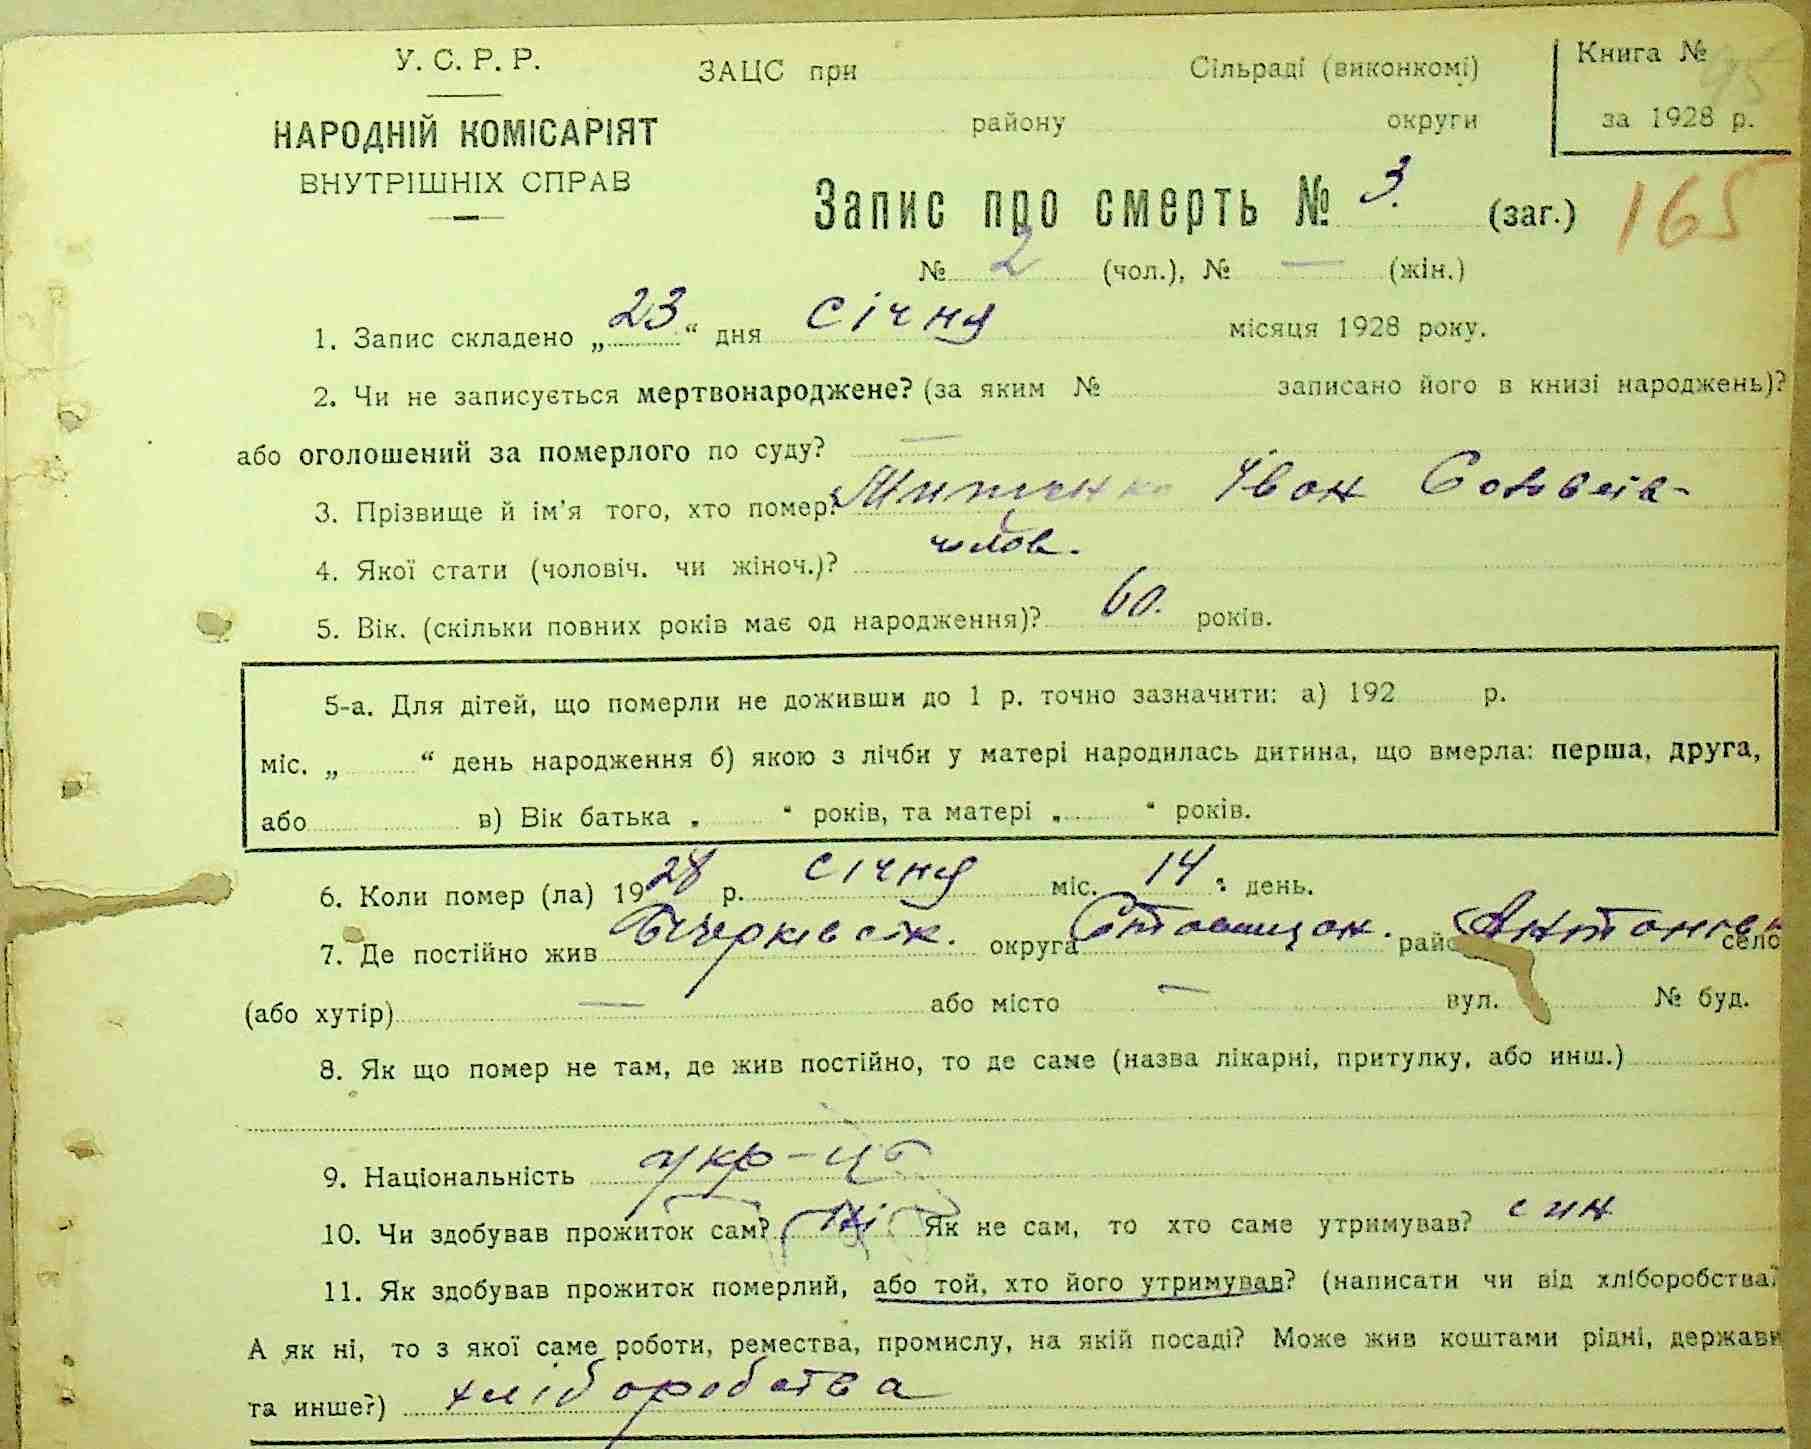 У. С. Р. Р.
НАРОДНІЙ КОМІСАРІЯТ
ВНУТРІШНІХ СПРАВ
ЗАЦС при Сільраді (виконкомі)
району округи
Книга № 95
за 1928 р.
Запис про смерть № 3. (заг.) 165
№ 2 (чол.), № — (жін.)
1. Запис складено „23“ дня січня місяця 1928 року.
2. Чи не записується мертвонароджене? (за яким № записано його в книзі народжень)?
або оголошений за померлого по суду? —
3. Прізвище й ім'я того, хто помер? Іван
4. Якої стати (чоловіч. чи жіноч.)? чолов.
5. Вік. (скільки повних років має од народження)? 60. років.
5-а. Для дітей, що померли не доживши до 1 р. точно зазначити: а) 192 р.
міс. „ “ день народження б) якою з лічби у матері народилась дитина, що вмерла: перша, друга,
або в) Вік батька „ “ років, та матері „ “ років.
6. Коли помер (ла) 1928 р. січня міс. 14 : день.
7. Де постійно жив Бічерківськ. округа Ставищан. райо Антонівк село
(або хутір) — або місто — вул. № буд.
8. Як що помер не там, де жив постійно, то де саме (назва лікарні, притулку, або инш.)
9. Національність укр-ць
10. Чи здобував прожиток сам? Ні Як не сам, то хто саме утримував? син
11. Як здобував прожиток померлий, або той, хто його утримував? (написати чи від хліборобства?
А як ні, то з якої саме роботи, ремества, промислу, на якій посаді? Може жив коштами рідні, держави
та инше?) хліборобства